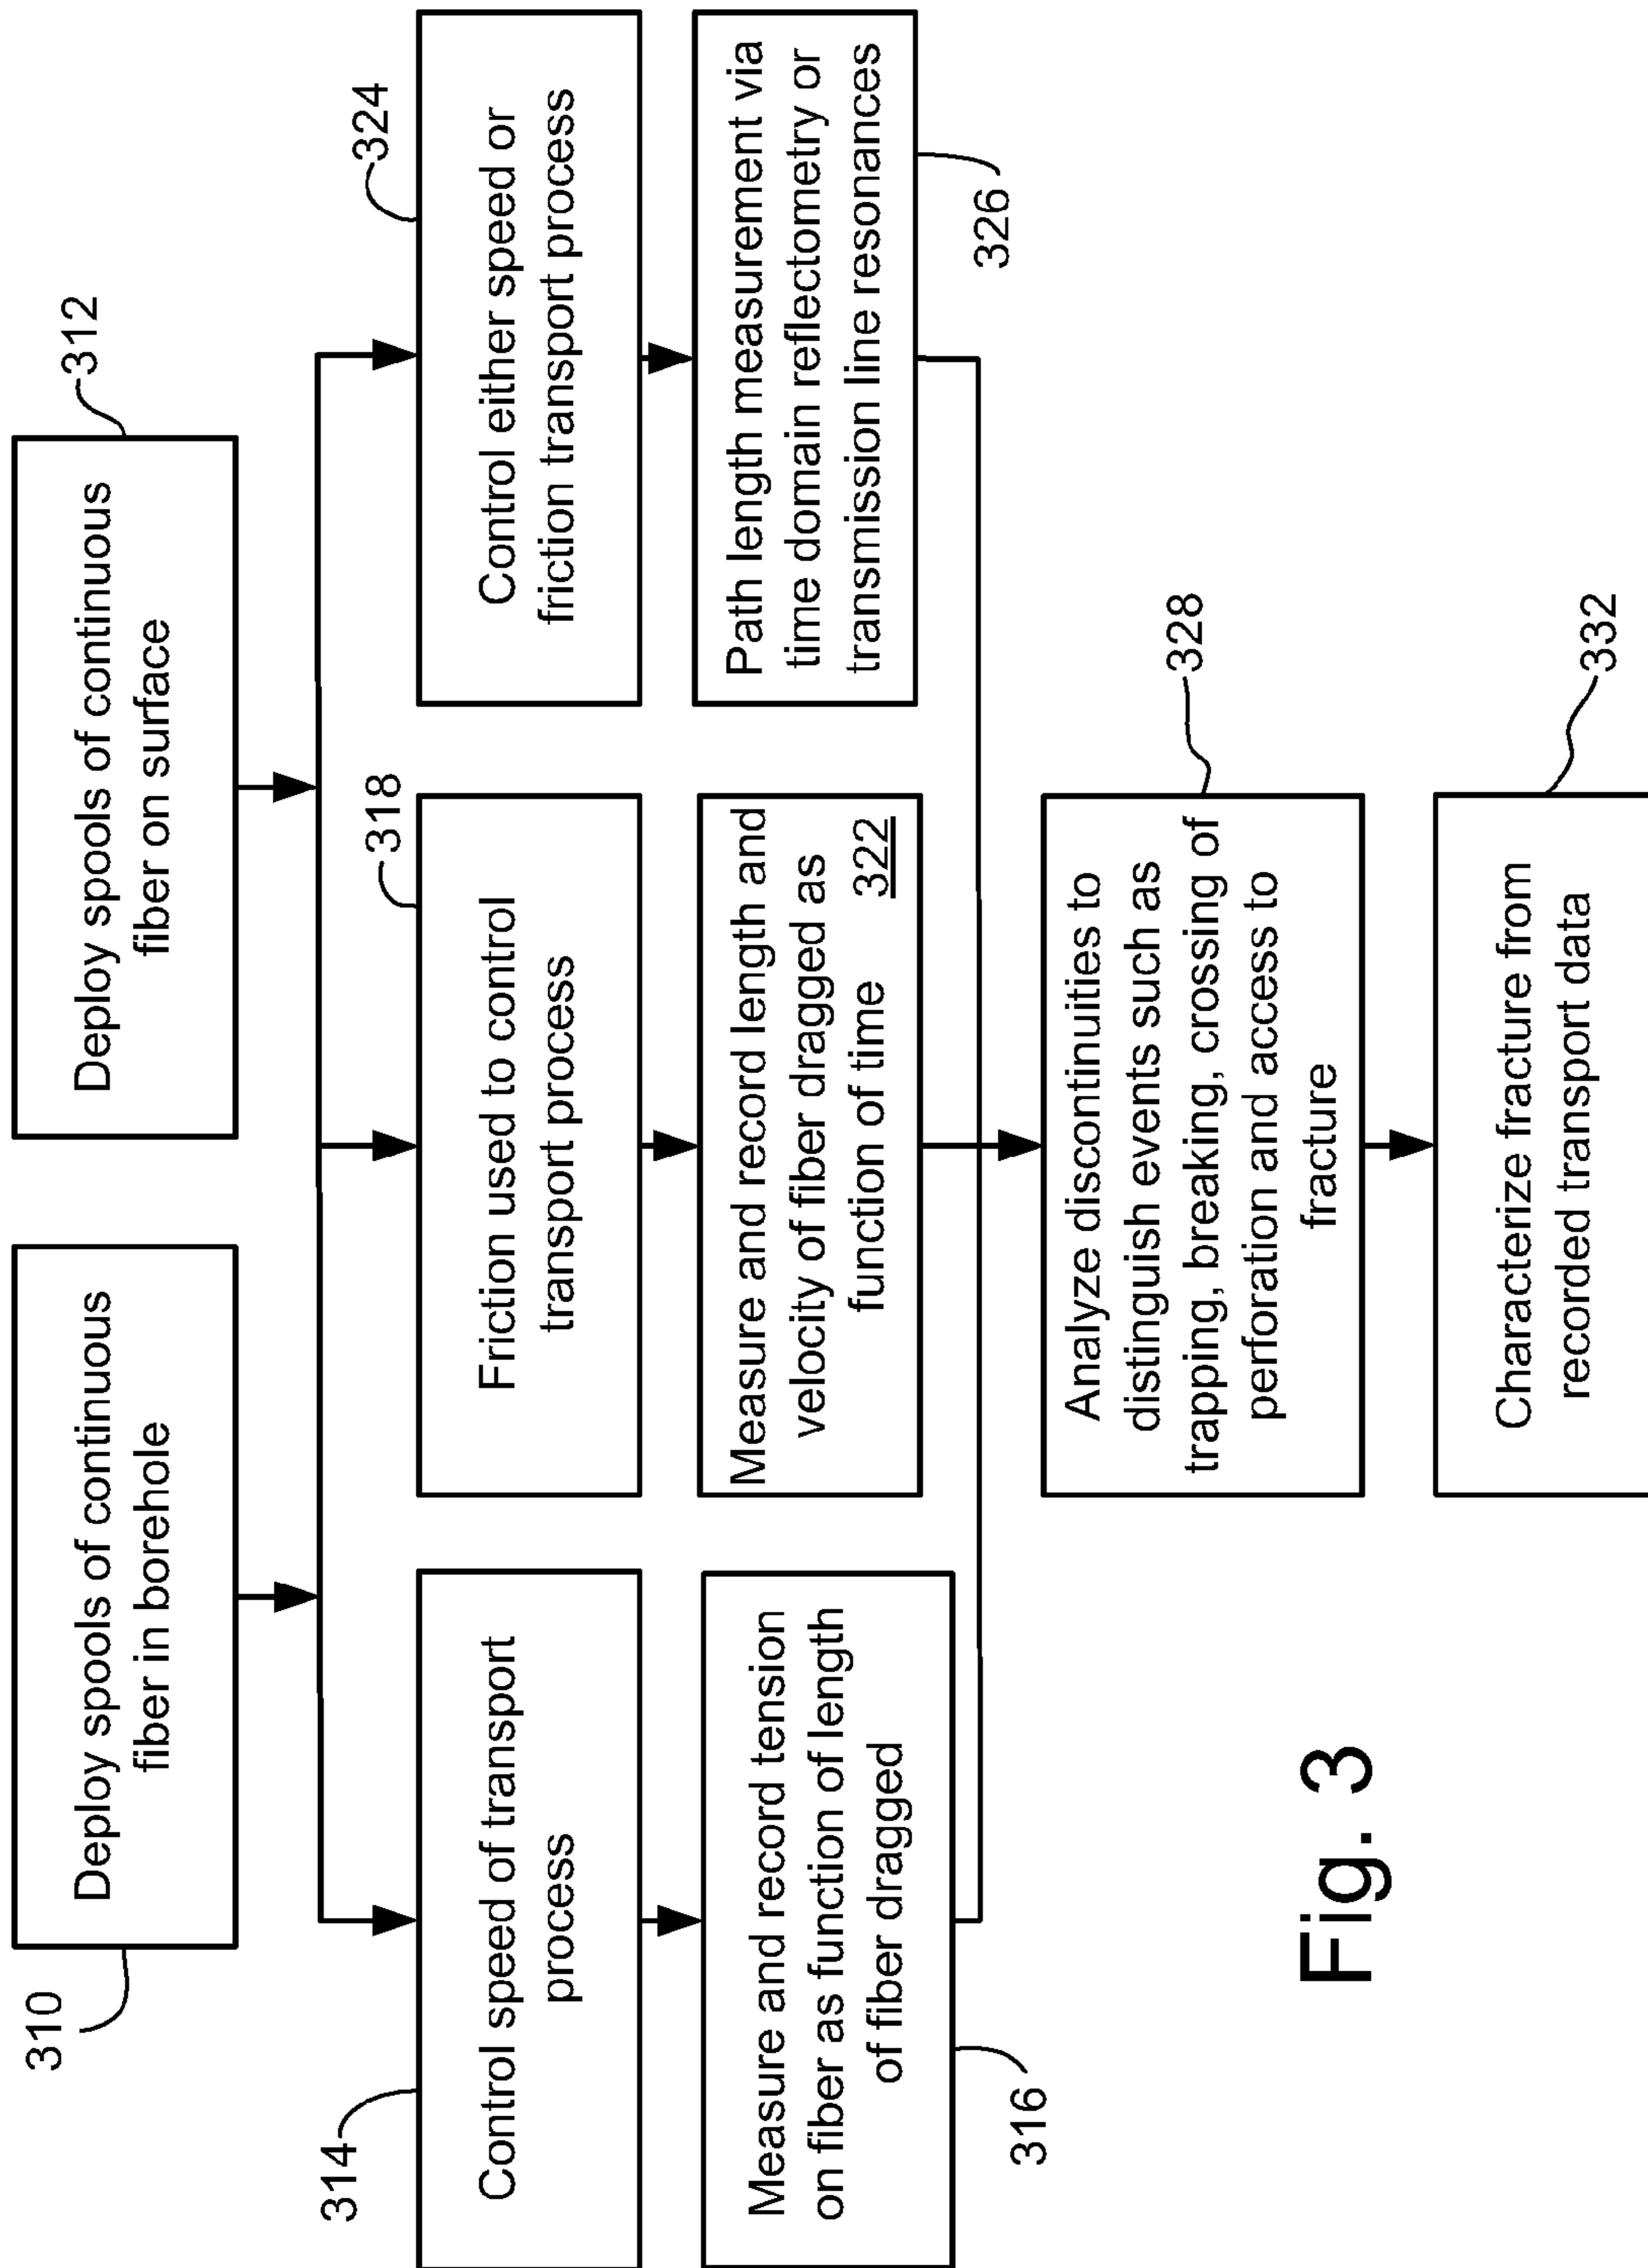 310
Deploy spools of continuous
fiber in borehole
Deploy spools of continuous
fiber on surface
312
314
Control speed of transport
process
318
Friction used to control
transport process
324
Control either speed or
friction transport process
Measure and record tension
on fiber as function of length
of fiber dragged
316
Measure and record length and
velocity of fiber dragged as
function of time 322
Path length measurement via
time domain reflectometry or
transmission line resonances
326
Analyze discontinuities to
distinguish events such as
trapping, breaking, crossing of
perforation and access to
fracture
328
Characterize fracture from
recorded transport data
332
Fig. 3